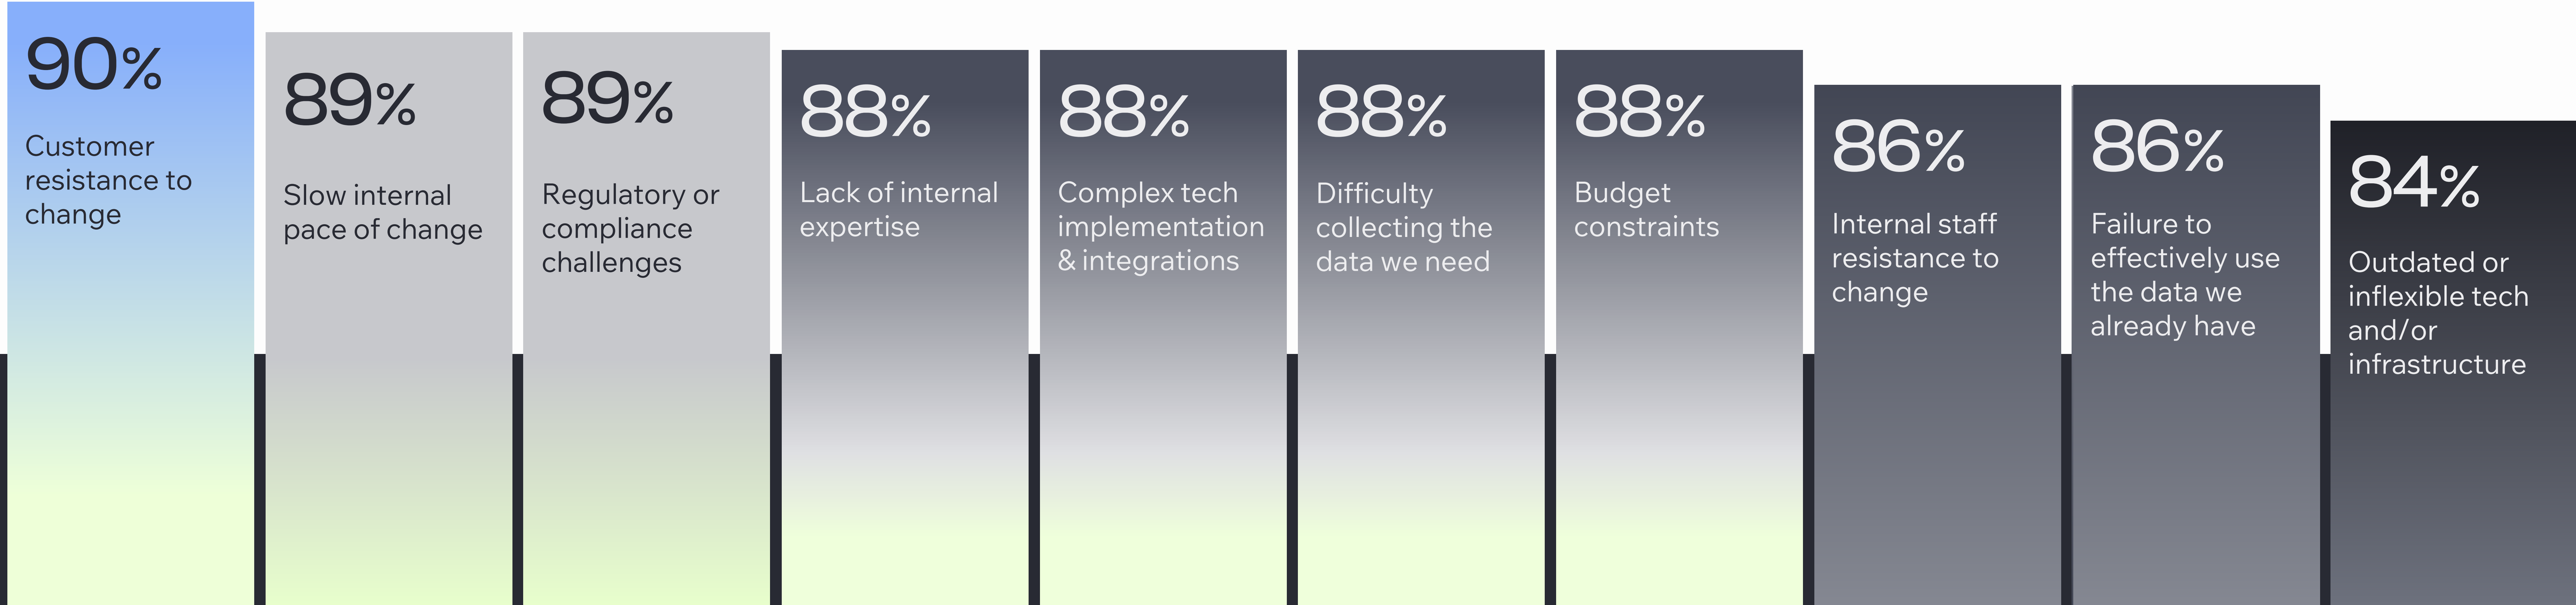 90%
Customer
resistance to
change
89%
Slow internal
pace of change
89%
Regulatory or
compliance
challenges
88%
Lack of internal
expertise
88%
Complex tech
implementation
& integrations
88%
Difficulty
collecting the
data we need
88%
Budget
constraints
86%
Internal staff
resistance to
change
86%
Failure to
effectively use
the data we
already have
84%
Outdated or
inflexible tech
and/or
infrastructure